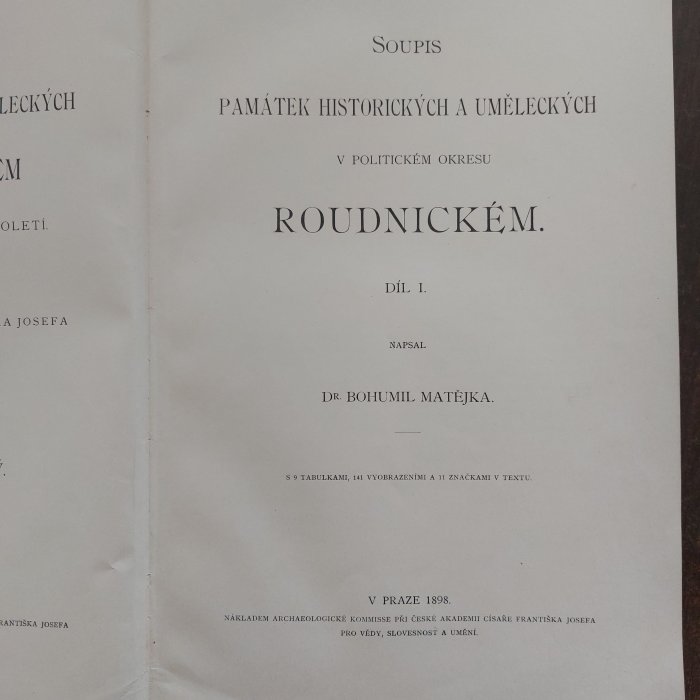 LECKÝCH
ÉM
OLETÍ.
A JOSEFA
Ý.
FRANTIŠKA JOSEFA
SOUPIS
PAMÁTEK HISTORICKÝCH A UMĚLECKÝCH
V POLITICKÉM OKRESU
ROUDNICKÉM.
DÍL I.
NAPSAL
DR. BOHUMIL MATĚJKA.
S 9 TABULKAMI, 141 VYOBRAZENÍMI A 11 ZNAČKAMI V TEXTU.
V PRAZE 1898.
NÁKLADEM ARCHAEOLOGICKÉ KOMMISSE PŘI ČESKÉ AKADEMII CÍSAŘE FRANTIŠKA JOSEFA
PRO VĚDY, SLOVESNOST A UMĚNÍ.